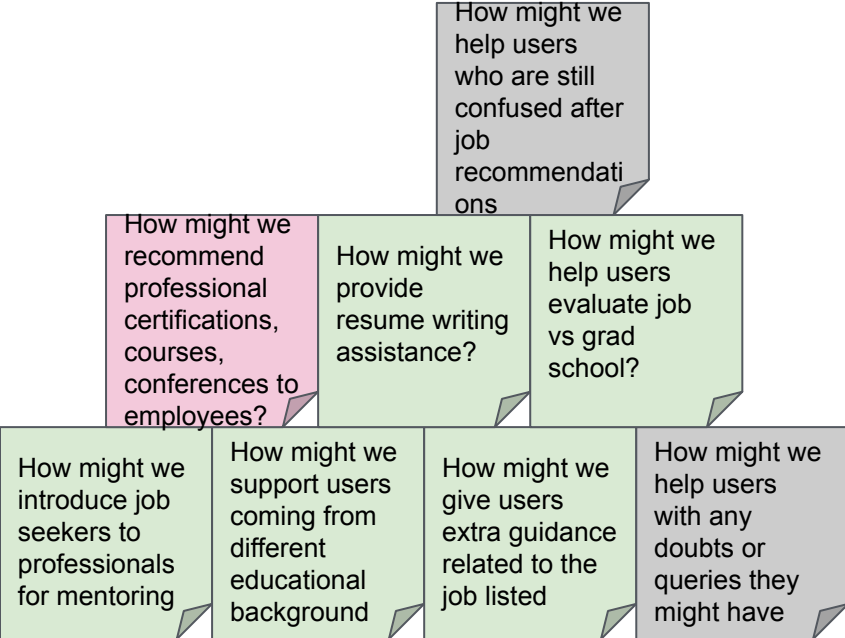 How might we
help users
who are still
confused after
job
recommendati
ons
How might we
recommend
professional
certifications,
courses,
conferences to
employees?
How might we
provide
resume writing
assistance?
How might we
help users
evaluate job
vs grad
school?
How might we
introduce job
seekers to
professionals
for mentoring
How might we
support users
coming from
different
educational
background
How might we
give users
extra guidance
related to the
job listed
How might we
help users
with any
doubts or
queries they
might have